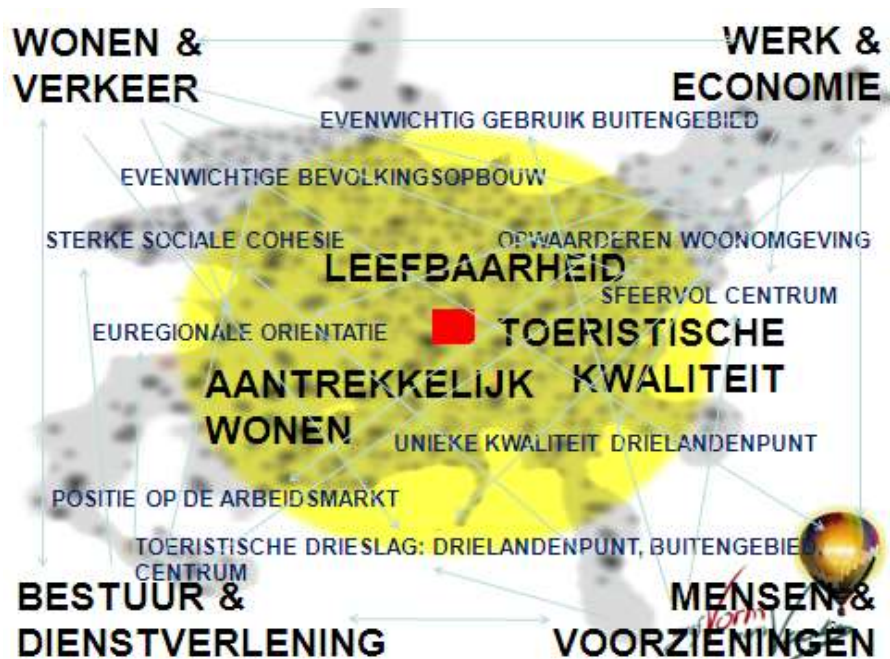 WONEN &
VERKEER
WERK &
ECONOMIE
EVENWICHTIG GEBRUIK BUITENGEBIED
EVENWICHTIGE BEVOLKINGSOPBOUW
STERKE SOCIALE COHESIE
OPWAARDEREN WOONOMGEVING
LEEFBAARHEID
SFEERVOL CENTRUM
EUREGIONALE ORIENTATIE
TOERISTISCHE
KWALITEIT
AANTREKKELIJK
WONEN
UNIEKE KWALITEIT DRIELANDENPUNT
POSITIE OP DE ARBEIDSMARKT
TOERISTISCHE DRIESLAG: DRIELANDENPUNT, BUITENGEBIED,
CENTRUM
BESTUUR &
DIENSTVERLENING
MENSEN &
VOORZIENINGEN